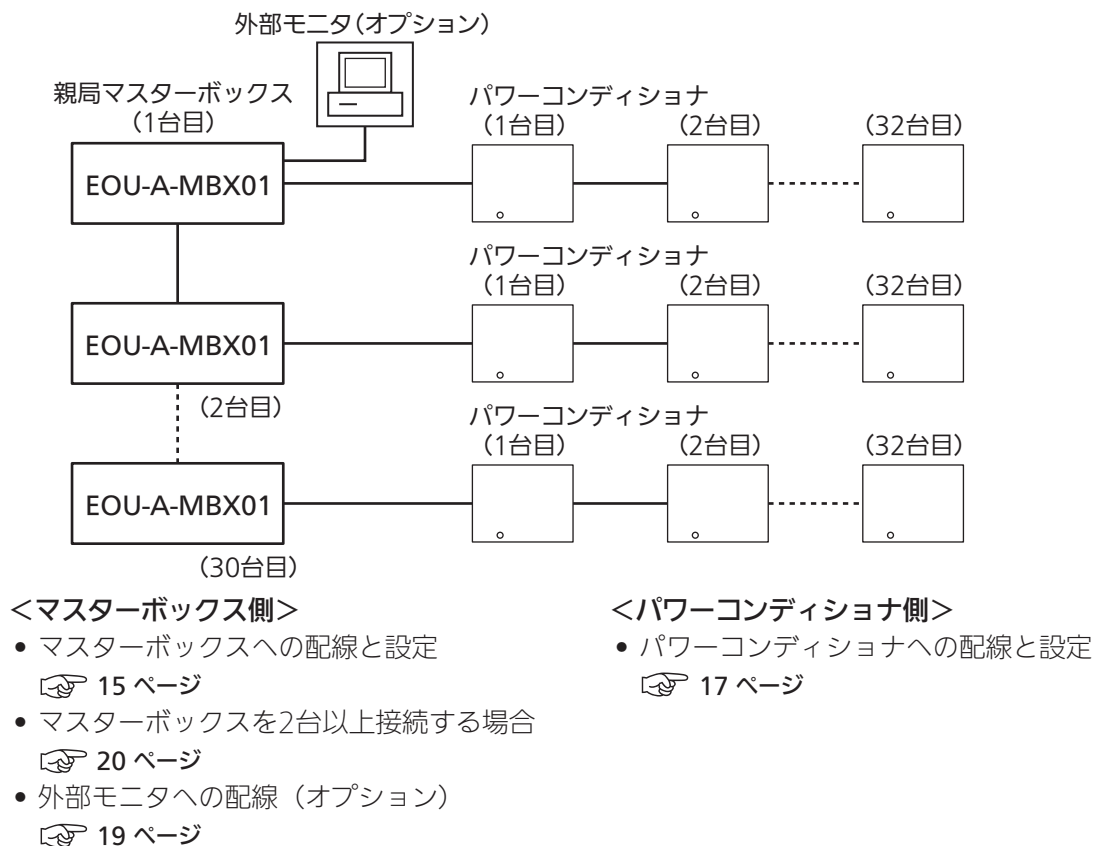 外部モニタ(オプション)
親局マスターボックス
(1台目)
パワーコンディショナ
(1台目) (2台目) (32台目)
EOU-A-MBX01
パワーコンディショナ
(1台目) (2台目) (32台目)
EOU-A-MBX01
(2台目)
パワーコンディショナ
(1台目) (2台目) (32台目)
EOU-A-MBX01
(30台目)
<マスターボックス側>
• マスターボックスへの配線と設定
☞ 15 ページ
• マスターボックスを2台以上接続する場合
☞ 20 ページ
• 外部モニタへの配線(オプション)
☞ 19 ページ
<パワーコンディショナ側>
• パワーコンディショナへの配線と設定
☞ 17 ページ